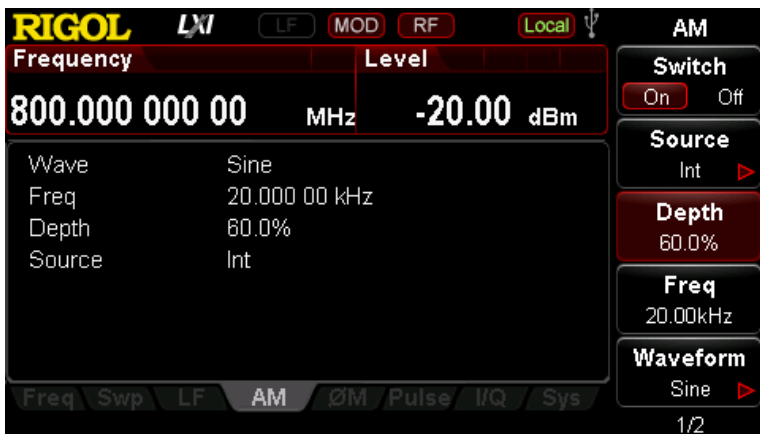 RIGOL LXI LF MOD RF Local AM
Frequency Level
800.000 000 00 MHz -20.00 dBm
Switch
On Off
Source
Int
Depth
60.0%
Freq
20.00kHz
Waveform
Sine
1/2
Wave Sine
Freq 20.000 00 kHz
Depth 60.0%
Source Int
Freq Swp LF AM ØM Pulse I/Q Sys